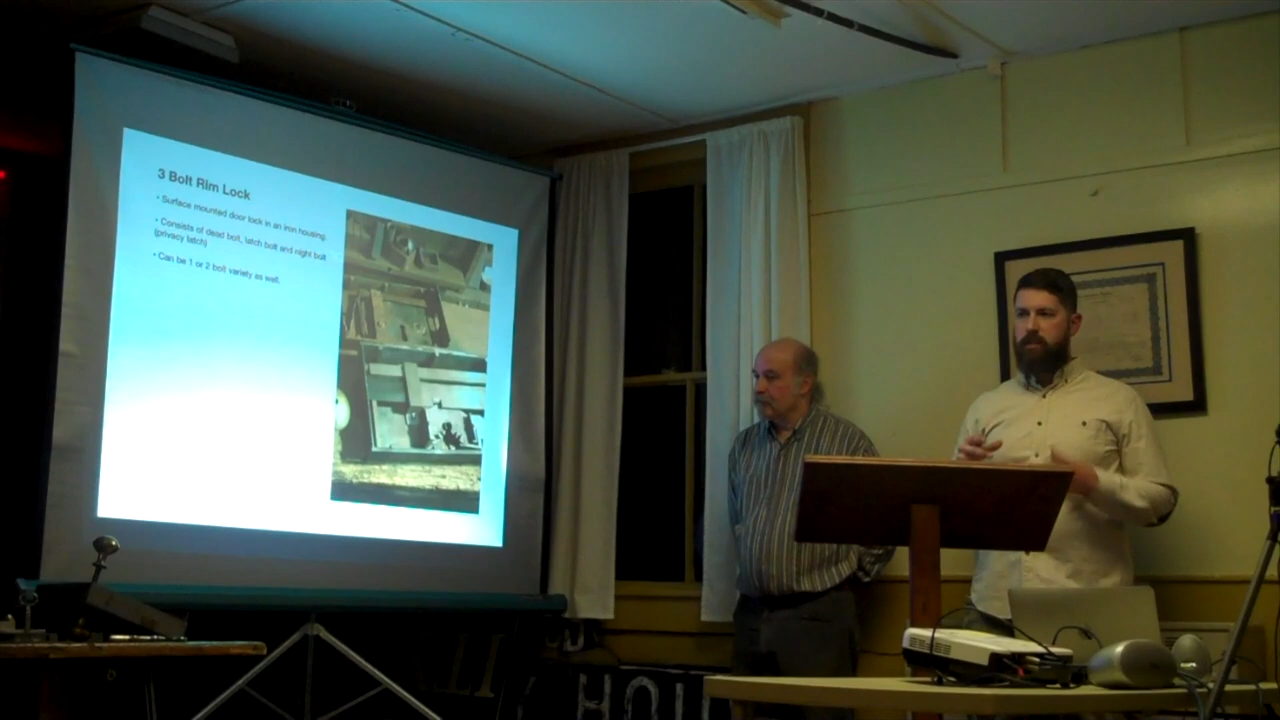 3 Bolt Rim Lock
• Surface mounted door lock in an iron housing.
• Consists of dead bolt, latch bolt and night bolt
(privacy latch)
• Can be 1 or 2 bolt variety as well.
HOU